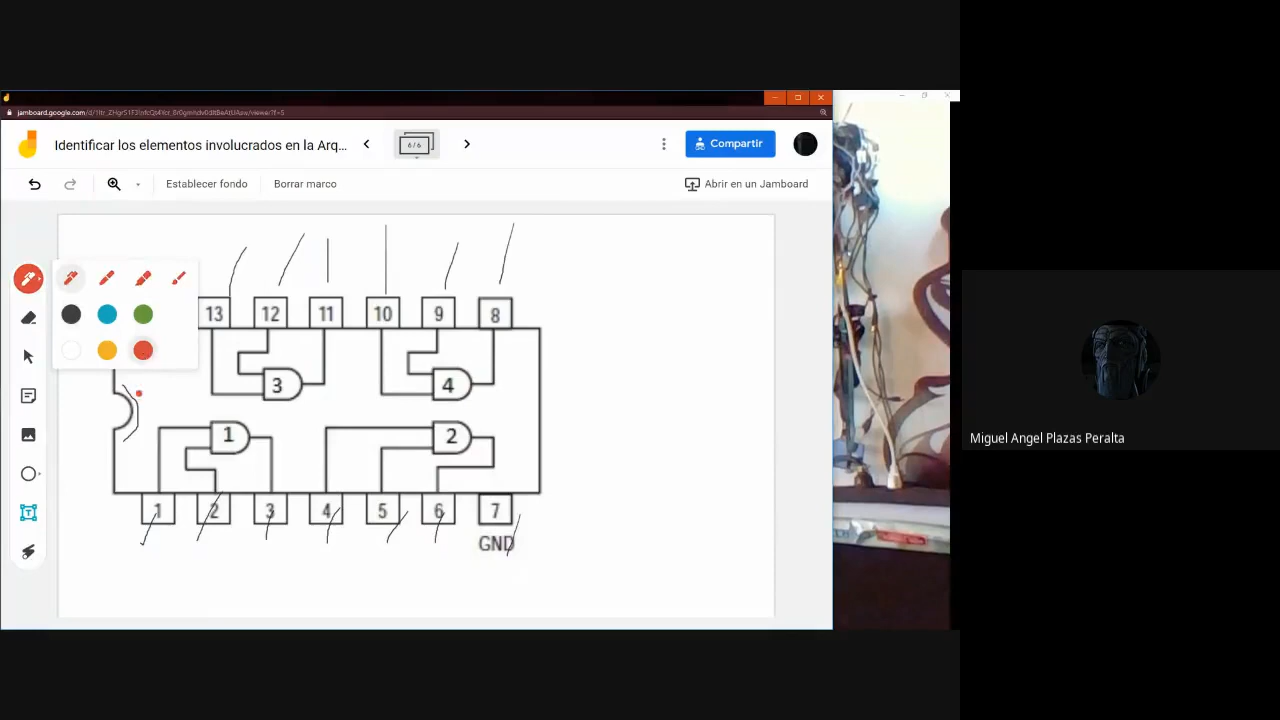 Identificar los elementos involucrados en la Arq...
6 / 6
Compartir
Establecer fondo
Borrar marco
Abrir en un Jamboard
13 12 11 10 9 8
3 4
1 2
1 2 3 4 5 6 7
GND
Miguel Angel Plazas Peralta